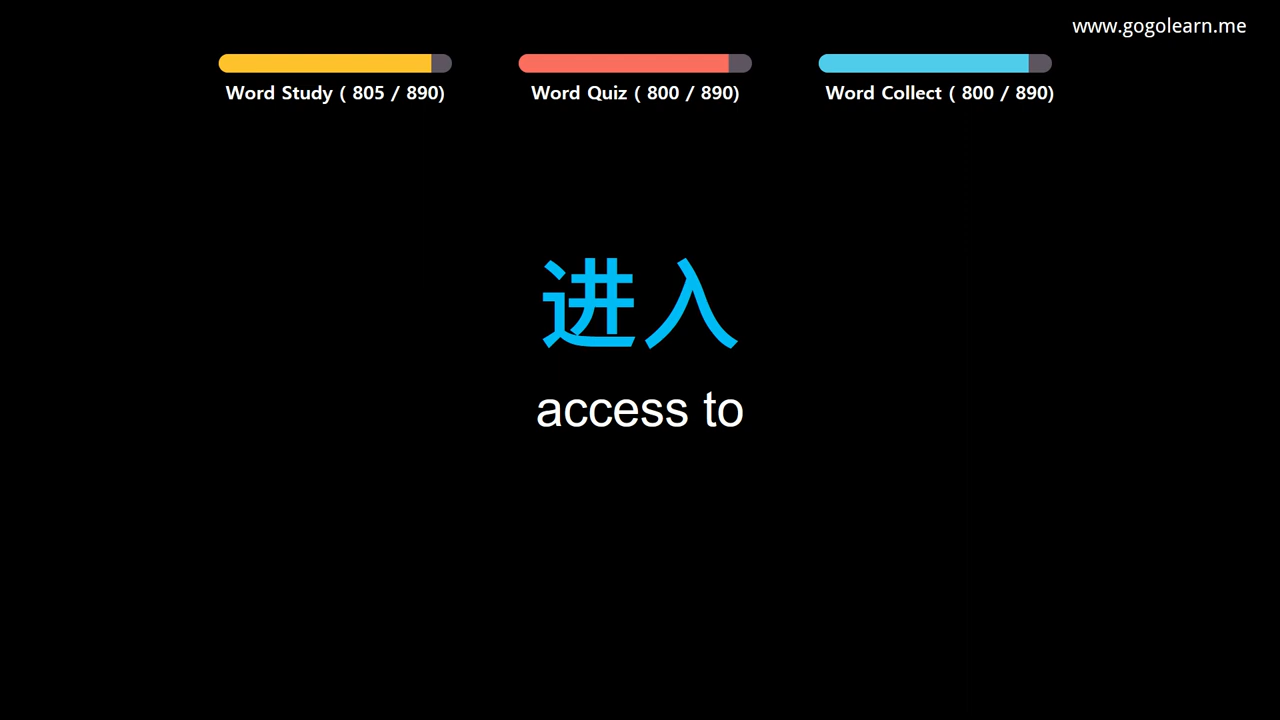 www.gogolearn.me
Word Study ( 805 / 890)
Word Quiz ( 800 / 890)
Word Collect ( 800 / 890)
进入
access to